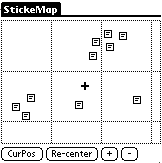 StickeMap
CurPos Re-center + -